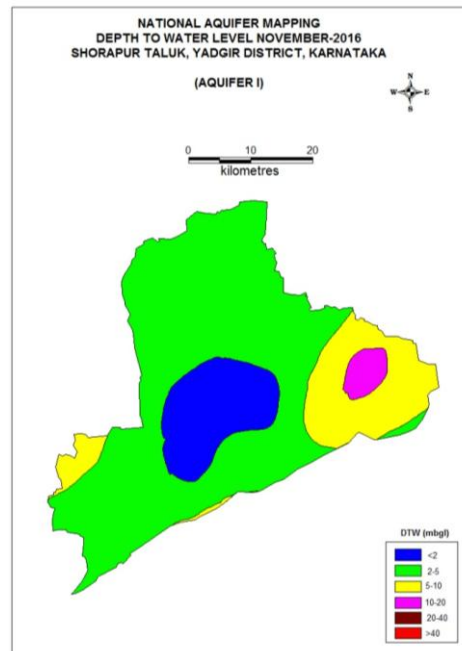 NATIONAL AQUIFER MAPPING
DEPTH TO WATER LEVEL NOVEMBER-2016
SHORAPUR TALUK, YADGIR DISTRICT, KARNATAKA
(AQUIFER I)
N
W E
S
0 10 20
kilometres
DTW (mbgl)
<2
2-5
5-10
10-20
20-40
>40